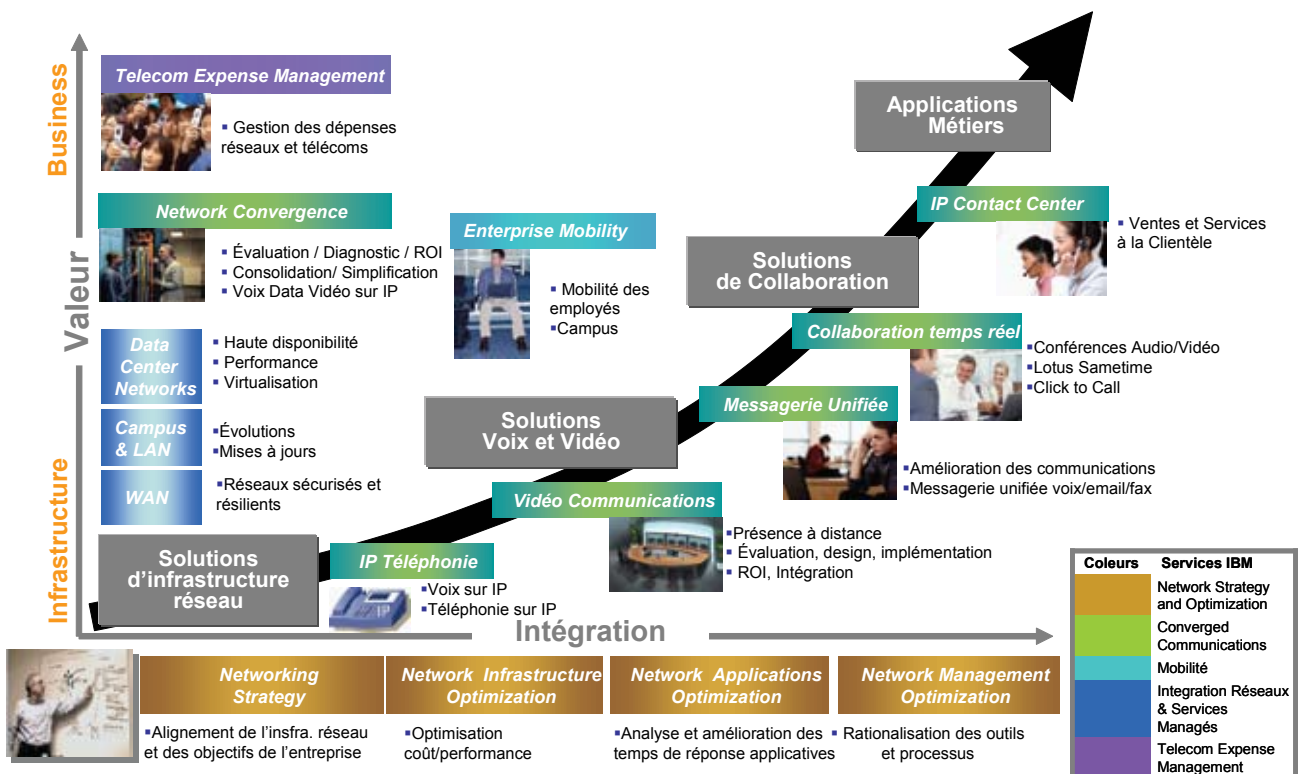 Business
Valeur
Infrastructure
Telecom Expense Management
▪ Gestion des dépenses
réseaux et télécoms
Network Convergence
▪ Évaluation / Diagnostic / ROI
▪ Consolidation/ Simplification
▪ Voix Data Vidéo sur IP
Enterprise Mobility
▪ Mobilité des
employés
▪Campus
Data
Center
Networks
▪ Haute disponibilité
▪ Performance
▪ Virtualisation
Campus
& LAN
▪Évolutions
▪Mises à jours
WAN
▪Réseaux sécurisés et
résilients
Applications
Métiers
IP Contact Center
▪ Ventes et Services
à la Clientèle
Solutions
de Collaboration
Collaboration temps réel
▪Conférences Audio/Vidéo
▪Lotus Sametime
▪Click to Call
Solutions
Voix et Vidéo
Messagerie Unifiée
▪Amélioration des communications
▪Messagerie unifiée voix/email/fax
Vidéo Communications
▪Présence à distance
▪ Évaluation, design, implémentation
▪ ROI, Intégration
Solutions
d'infrastructure
réseau
IP Téléphonie
IP
▪Voix sur IP
▪Téléphonie sur IP
Intégration
Networking
Strategy
▪Alignement de l'insfra. réseau
et des objectifs de l'entreprise
Network Infrastructure
Optimization
▪Optimisation
coût/performance
Network Applications
Optimization
▪Analyse et amélioration des
temps de réponse applicatives
Network Management
Optimization
▪ Rationalisation des outils
et processus
Couleurs Services IBM
Network Strategy
and Optimization
Converged
Communications
Mobilité
Integration Réseaux
& Services
Managés
Telecom Expense
Management